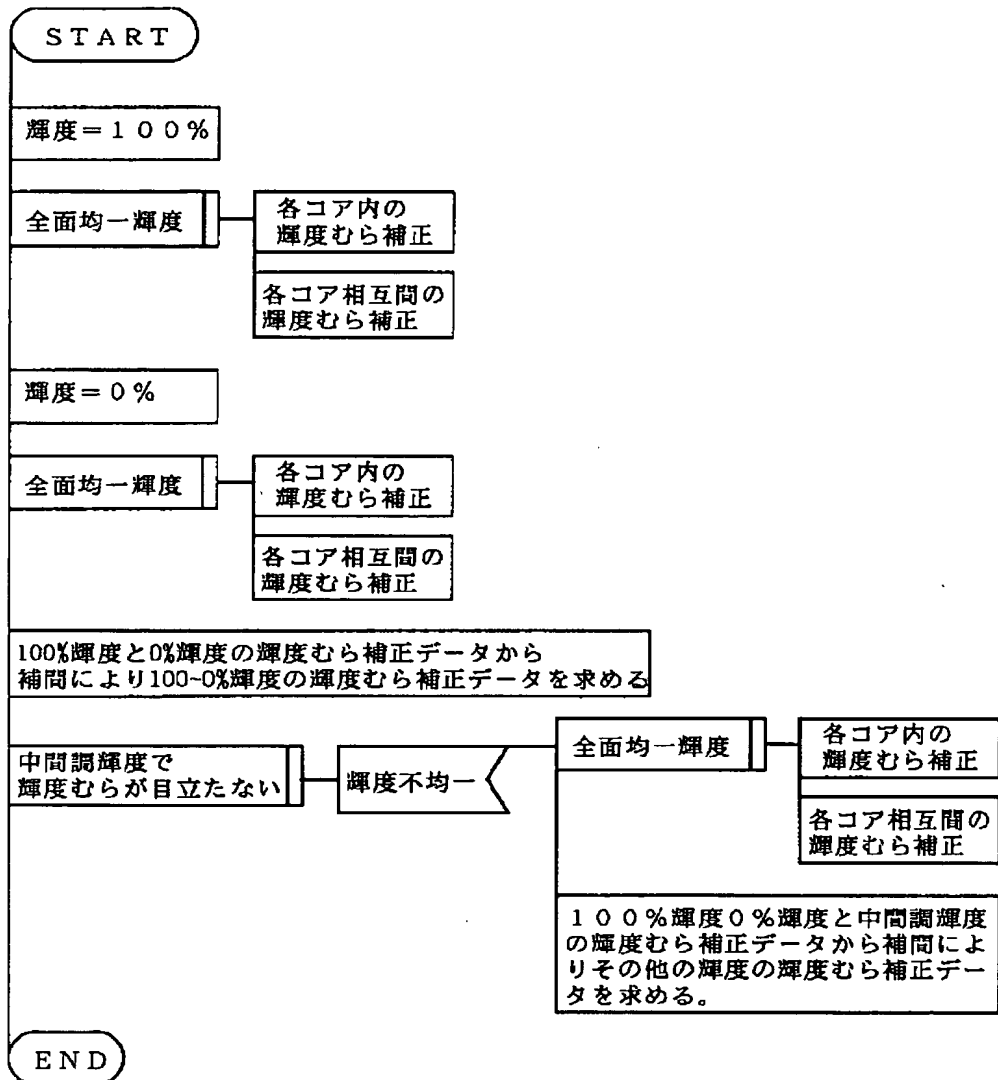 START
輝度=100%
全面均一輝度
各コア内の
輝度むら補正
各コア相互間の
輝度むら補正
輝度=0%
全面均一輝度
各コア内の
輝度むら補正
各コア相互間の
輝度むら補正
100%輝度と0%輝度の輝度むら補正データから
補間により100~0%輝度の輝度むら補正データを求める
中間調輝度で
輝度むらが目立たない
輝度不均一
全面均一輝度
各コア内の
輝度むら補正
各コア相互間の
輝度むら補正
100%輝度0%輝度と中間調輝度
の輝度むら補正データから補間によ
りその他の輝度の輝度むら補正デー
タを求める。
END